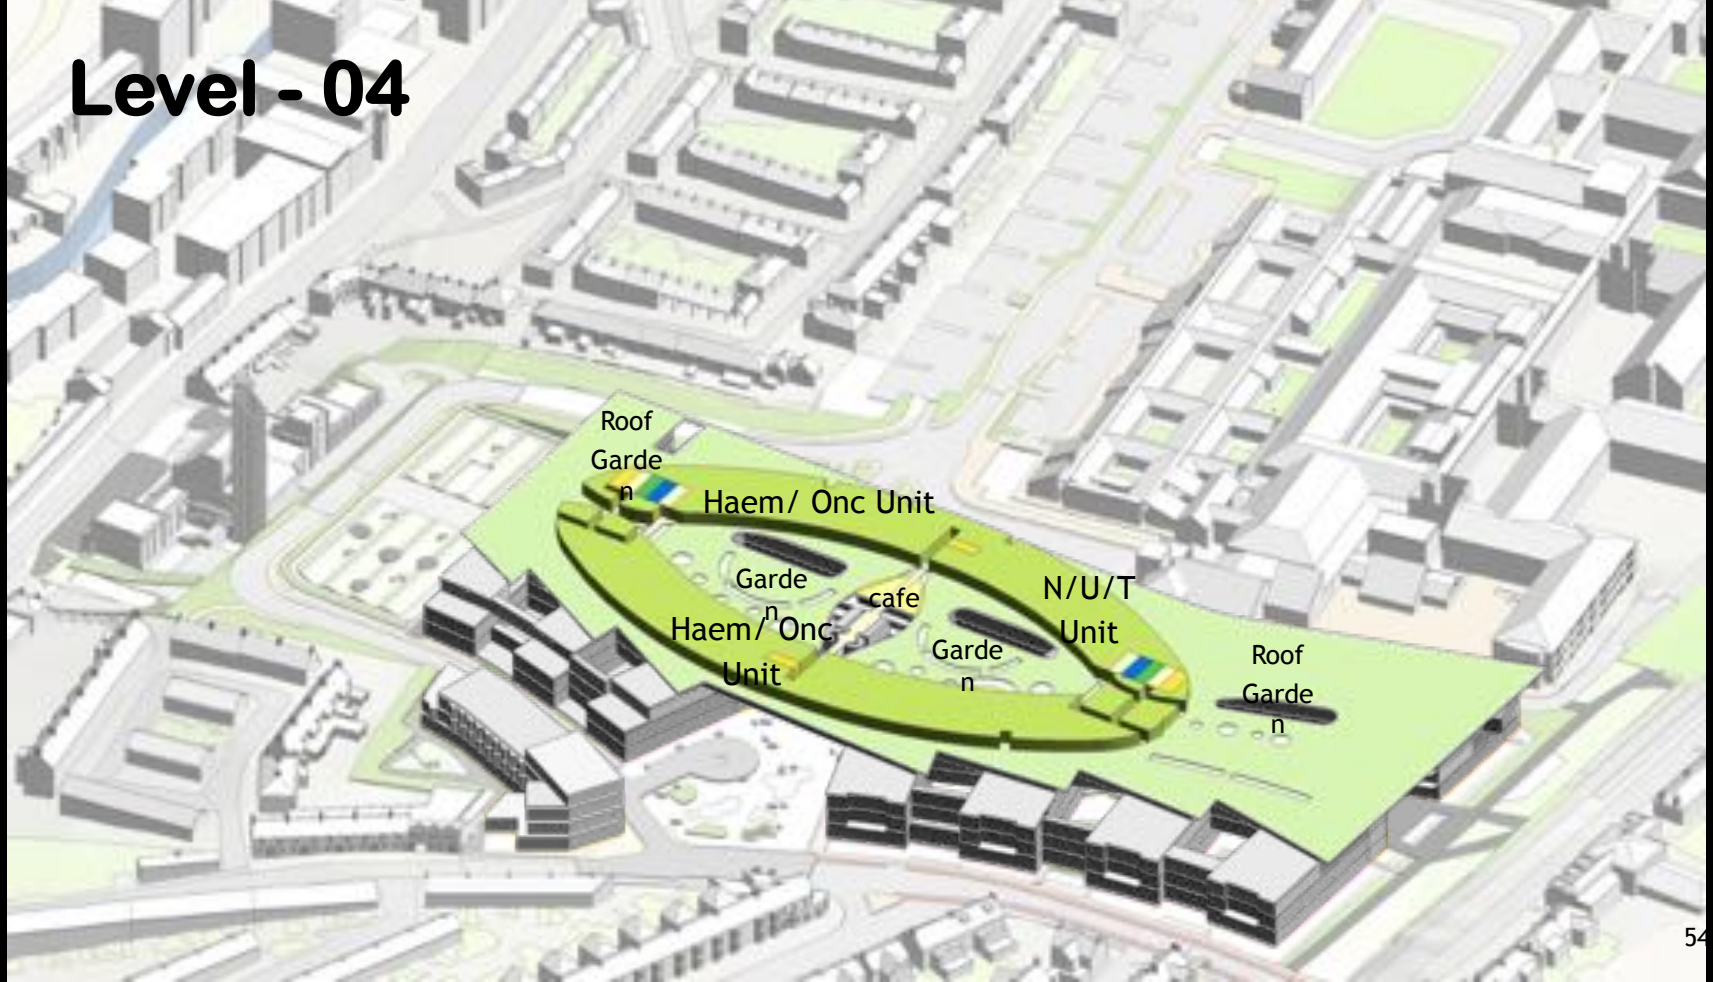 Level - 04
Roof
Garde
n
Haem/ Onc Unit
Garde
n
cafe
N/U/T
Unit
Haem/ Onc
Unit
Garde
n
Roof
Garde
n
54